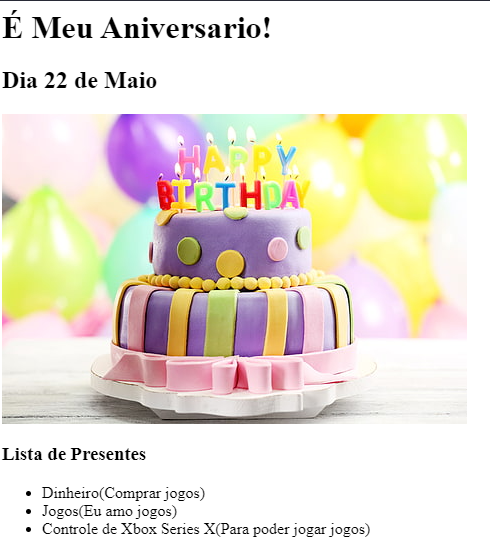 É Meu Aniversario!
Dia 22 de Maio
HAPPY
BIRTHDAY
Lista de Presentes
Dinheiro(Comprar jogos)
Jogos(Eu amo jogos)
Controle de Xbox Series X(Para poder jogar jogos)